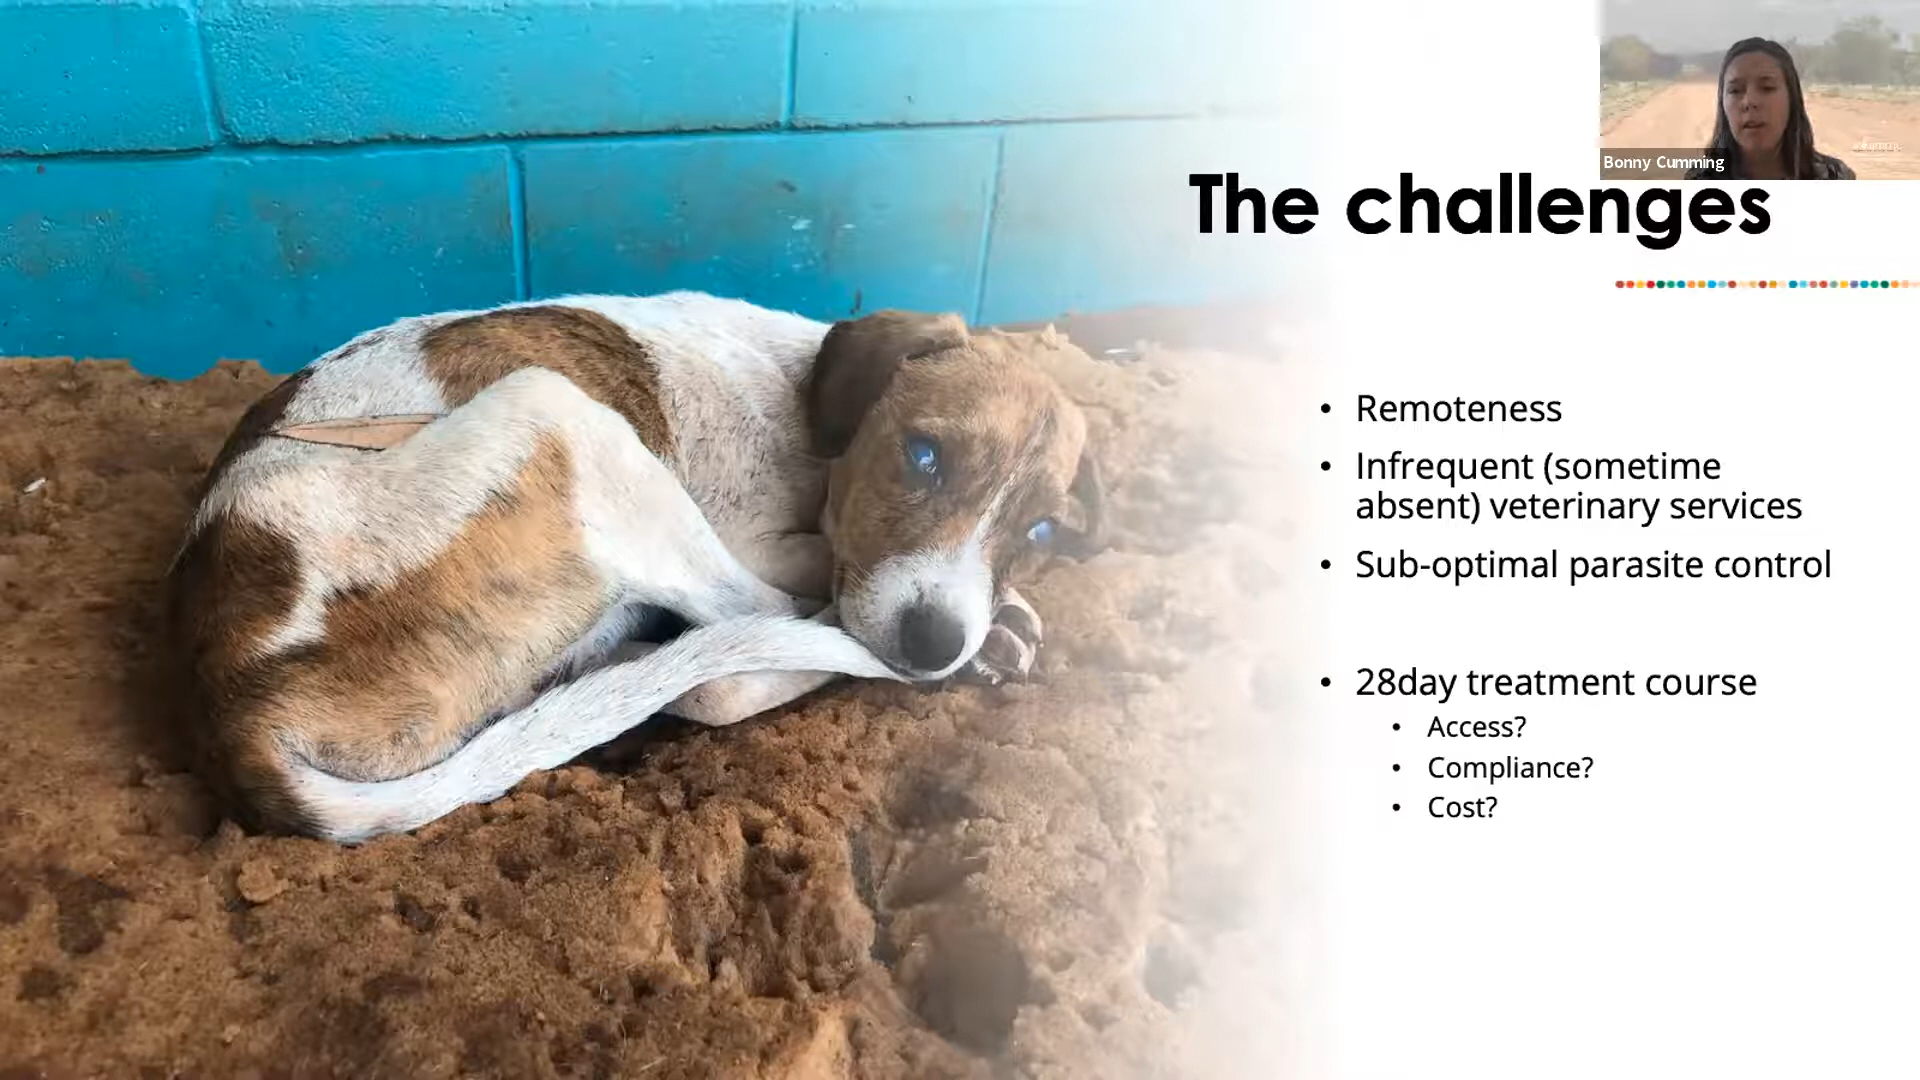 Bonny Cumming
The challenges
• Remoteness
• Infrequent (sometime
absent) veterinary services
• Sub-optimal parasite control
• 28day treatment course
• Access?
• Compliance?
• Cost?